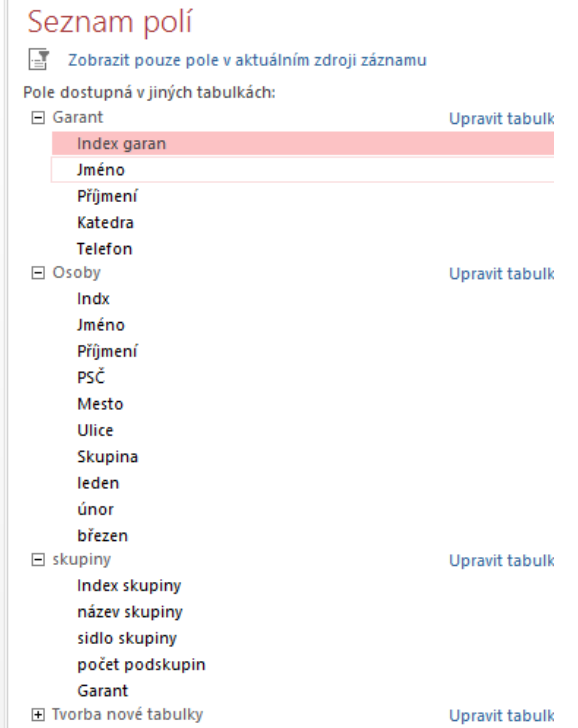 Seznam polí
Zobrazit pouze pole v aktuálním zdroji záznamu
Pole dostupná v jiných tabulkách:
Garant Upravit tabulk
Index garan
Jméno
Příjmení
Katedra
Telefon
Osoby Upravit tabulk
Indx
Jméno
Příjmení
PSČ
Mesto
Ulice
Skupina
leden
únor
březen
skupiny Upravit tabulk
Index skupiny
název skupiny
sidlo skupiny
počet podskupin
Garant
Tvorba nové tabulky Upravit tabulk